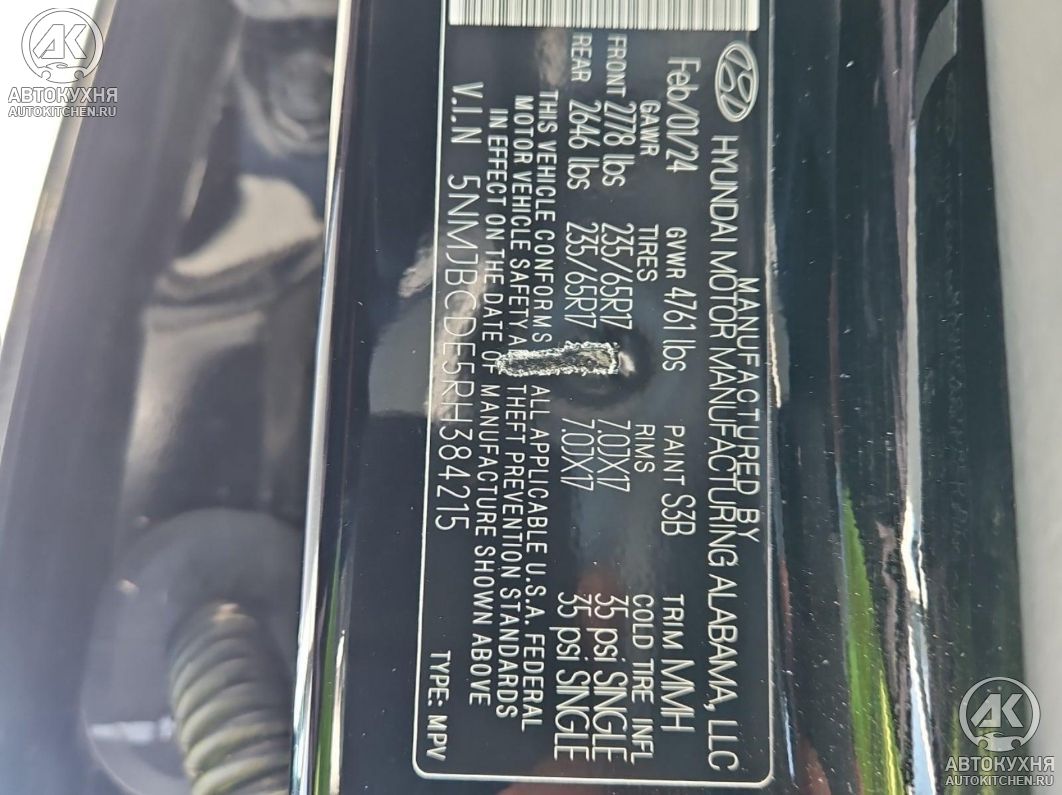 MANUFACTURED BY
HYUNDAI MOTOR MANUFACTURING ALABAMA, LLC
Feb/01/24 GVWR 4761 lbs PAINT S3B TRIM MMH
GAWR TIRES RIMS COLD TIRE INFL
FRONT 2778 lbs 235/65R17 7.0JX17 35 psi SINGLE
REAR 2646 lbs 235/65R17 7.0JX17 35 psi SINGLE
THIS VEHICLE CONFORMS ALL APPLICABLE U.S.A. FEDERAL
MOTOR VEHICLE SAFETY THEFT PREVENTION STANDARDS
IN EFFECT ON THE DATE OF MANUFACTURE SHOWN ABOVE
V.I.N 5NMJBCDE5RH384215 TYPE: MPV
АК
АВТОКУХНЯ
AUTOKITCHEN.RU
АК
АВТОКУХНЯ
AUTOKITCHEN.RU